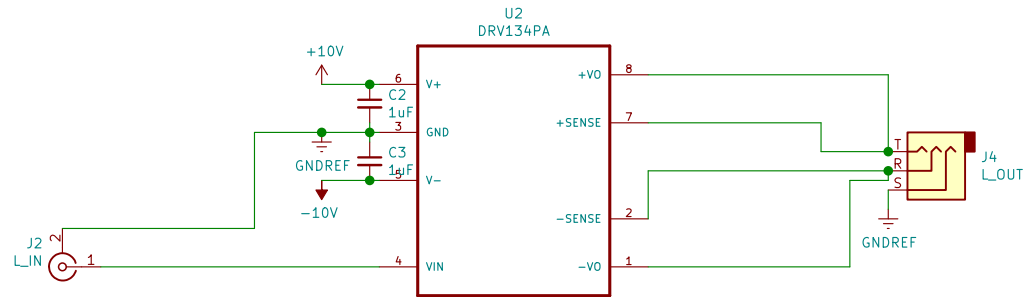 U2
DRV134PA
+10V
6
V+
+VO
8
C2
1uF
+SENSE
7
3
GND
GNDREF
C3
1uF
5
V-
-10V
T
R
S
J4
L_OUT
GNDREF
-SENSE
2
J2
L_IN
2
1
4
VIN
-VO
1